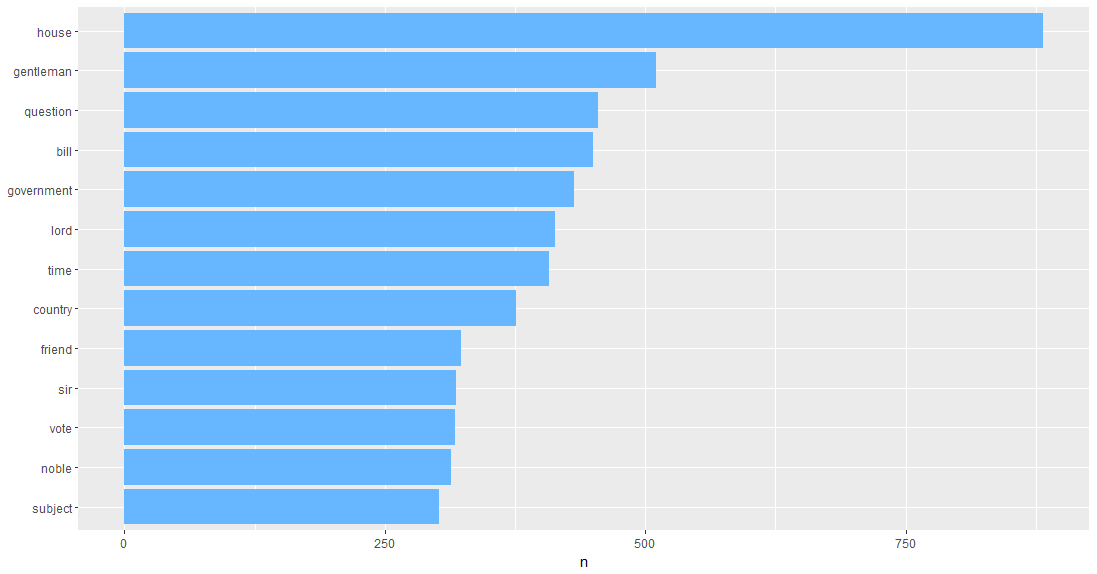 house
gentleman
question
bill
government
lord
time
country
friend
sir
vote
noble
subject
0 250 500 750
n